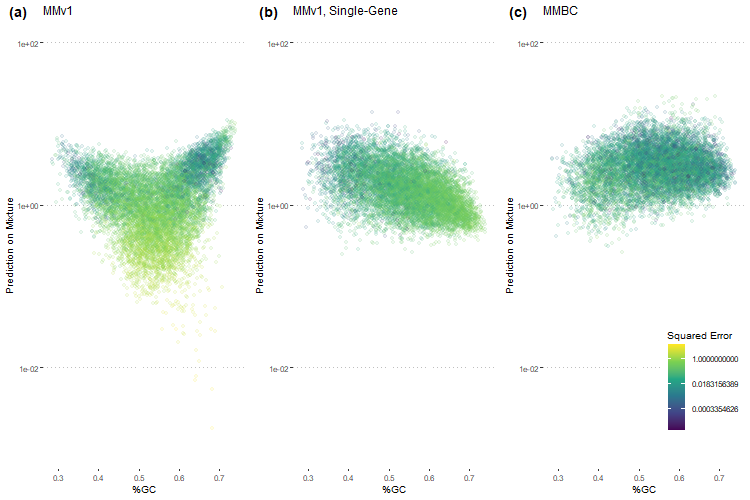 (a) MMv1
(b) MMv1, Single-Gene
(c) MMBC
Prediction on Mixture
1e+02
1e+00
1e-02
0.3 0.4 0.5 0.6 0.7
%GC
Prediction on Mixture
1e+02
1e+00
1e-02
0.3 0.4 0.5 0.6 0.7
%GC
Prediction on Mixture
1e+02
1e+00
1e-02
0.3 0.4 0.5 0.6 0.7
%GC
Squared Error
1.0000000000
0.0183156389
0.0003354626